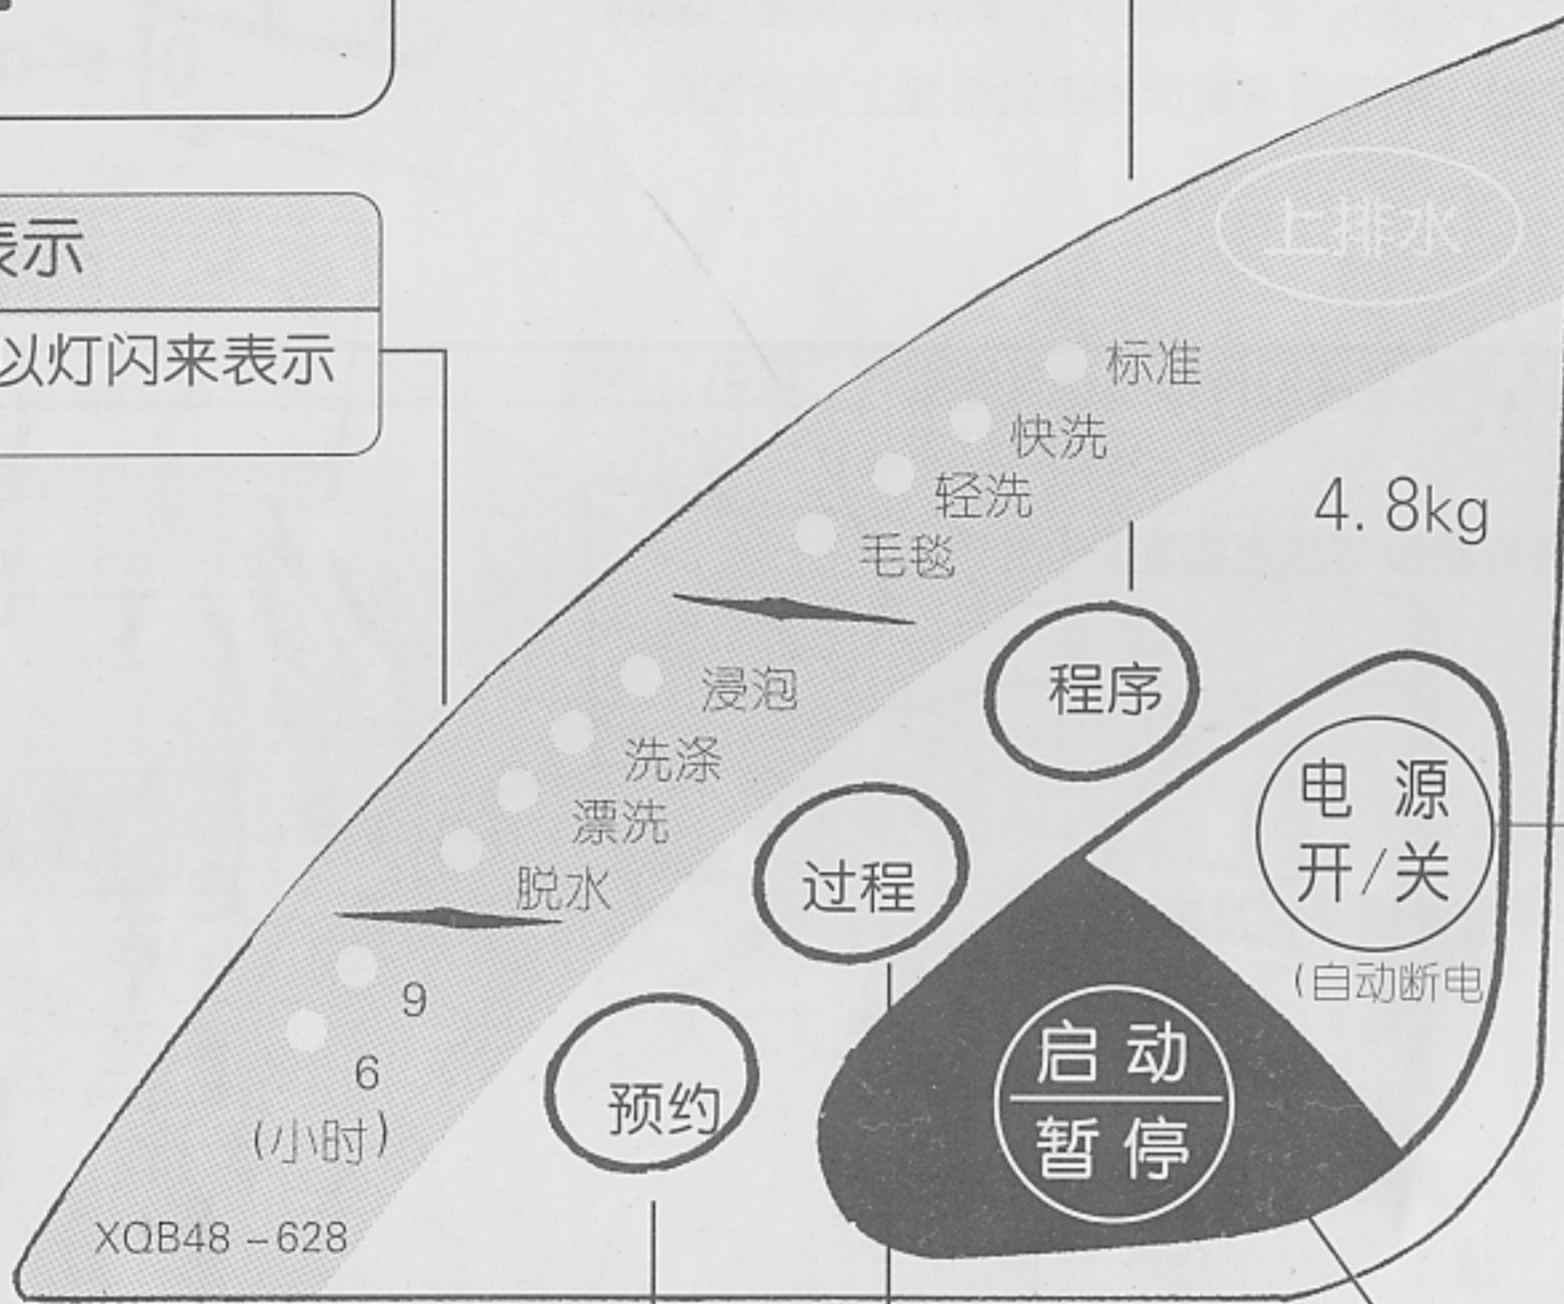 表示
以灯闪来表示
上排水
标准
快洗
轻洗
毛毯
4.8kg
浸泡
洗涤
漂洗
脱水
程序
过程
预约
电源
开/关
(自动断电
启动
暂停
9
6
(小时)
XQB48-628